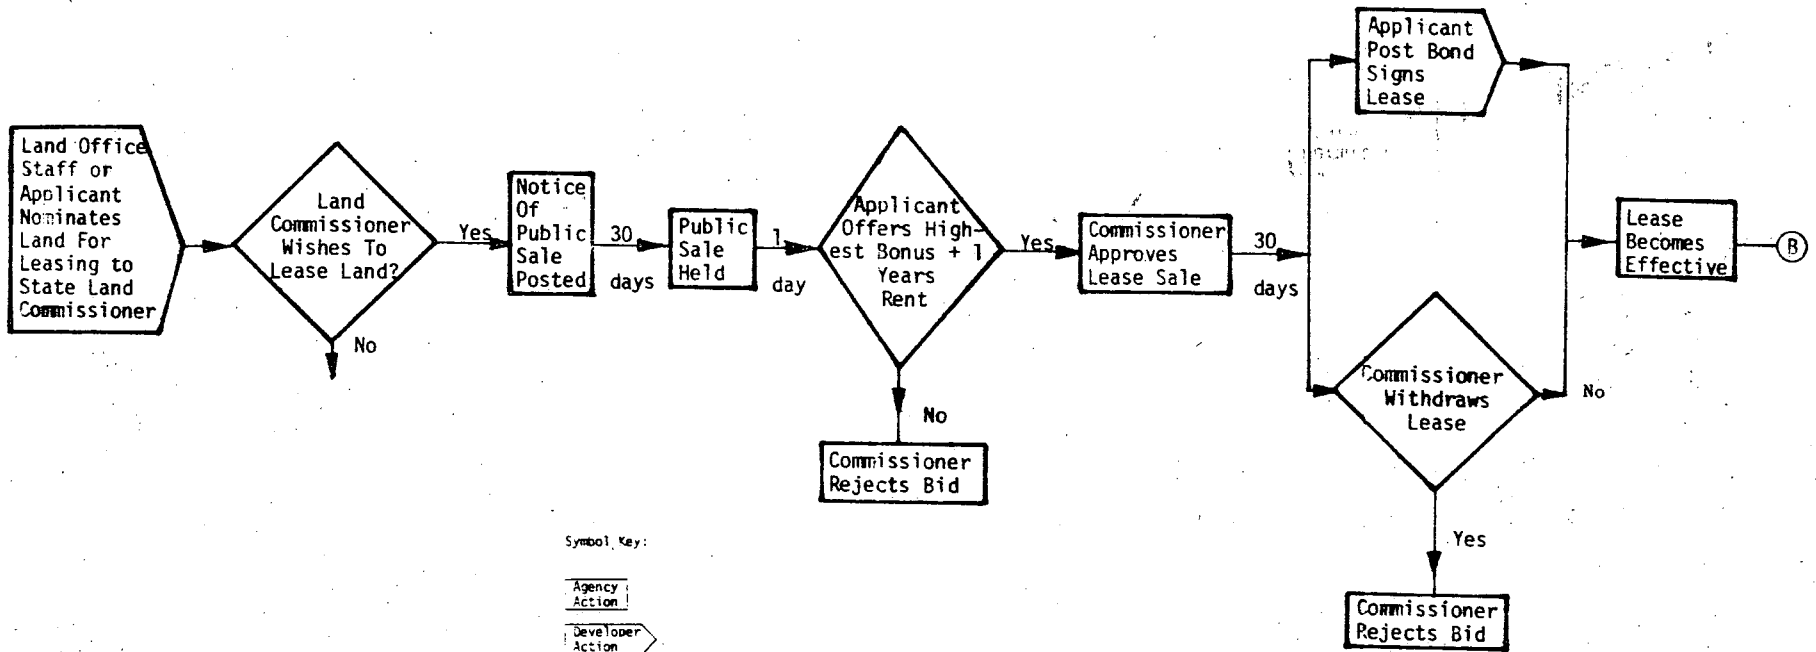 Land Office
Staff or
Applicant
Nominates
Land For
Leasing to
State Land
Commissioner
Land
Commissioner
Wishes To
Lease Land?
Yes
No
Notice
Of
Public
Sale
Posted
30
days
Public
Sale
Held
1
day
Applicant
Offers High-
est Bonus + 1
Years
Rent
Yes
No
Commissioner
Rejects Bid
Commissioner
Approves
Lease Sale
30
days
Applicant
Post Bond
Signs
Lease
Commissioner
Withdraws
Lease
No
Yes
Commissioner
Rejects Bid
Lease
Becomes
Effective
B
Symbol Key:
Agency
Action
Developer
Action